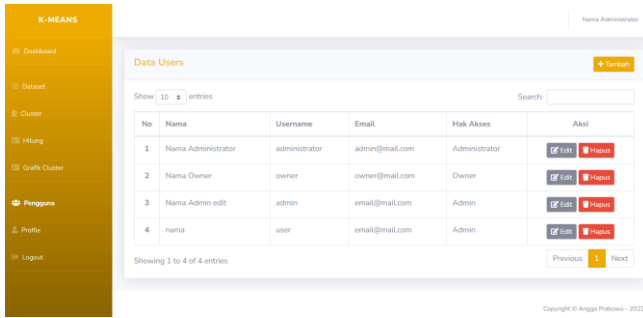 K-MEANS
Nama Administrator
Dashboard
Dataset
Cluster
Hitung
Grafik Cluster
Pengguna
Profile
Logout
Data Users
+ Tambah
Show 10 entries
Search:
No Nama Username Email Hak Akses Aksi
1 Nama Administrator administrator admin@mail.com Administrator Edit Hapus
2 Nama Owner owner owner@mail.com Owner Edit Hapus
3 Nama Admin edit admin email@mail.com Admin Edit Hapus
4 nama user email@mail.com Admin Edit Hapus
Showing 1 to 4 of 4 entries
Previous 1 Next
Copyright © Angga Prabowo - 2022